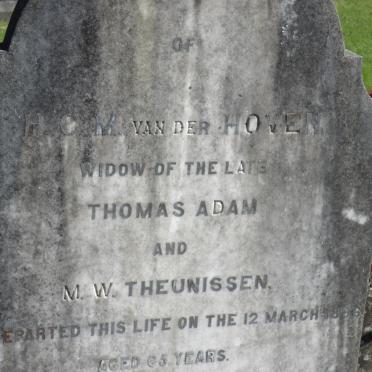 OF
H. C. M. VAN DER HOVEN.
WIDOW OF THE LATE
THOMAS ADAM
AND
M. W. THEUNISSEN.
DEPARTED THIS LIFE ON THE 12 MARCH
AGED 63 YEARS.